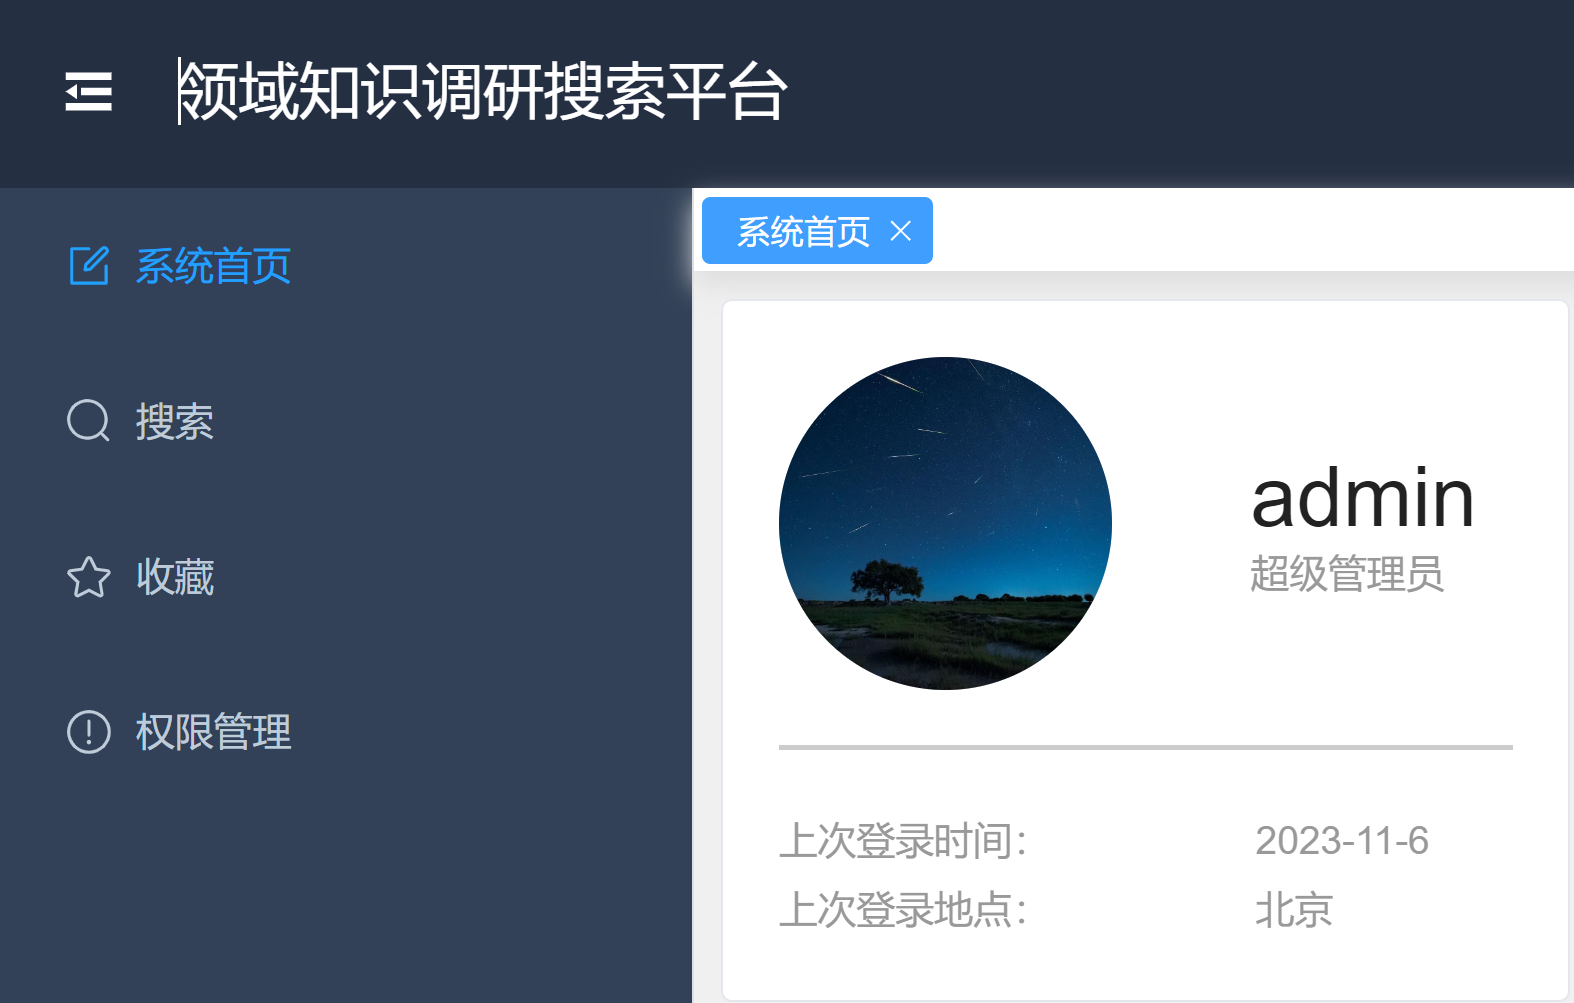 领域知识调研搜索平台
系统首页
搜索
收藏
权限管理
系统首页
admin
超级管理员
上次登录时间： 2023-11-6
上次登录地点： 北京